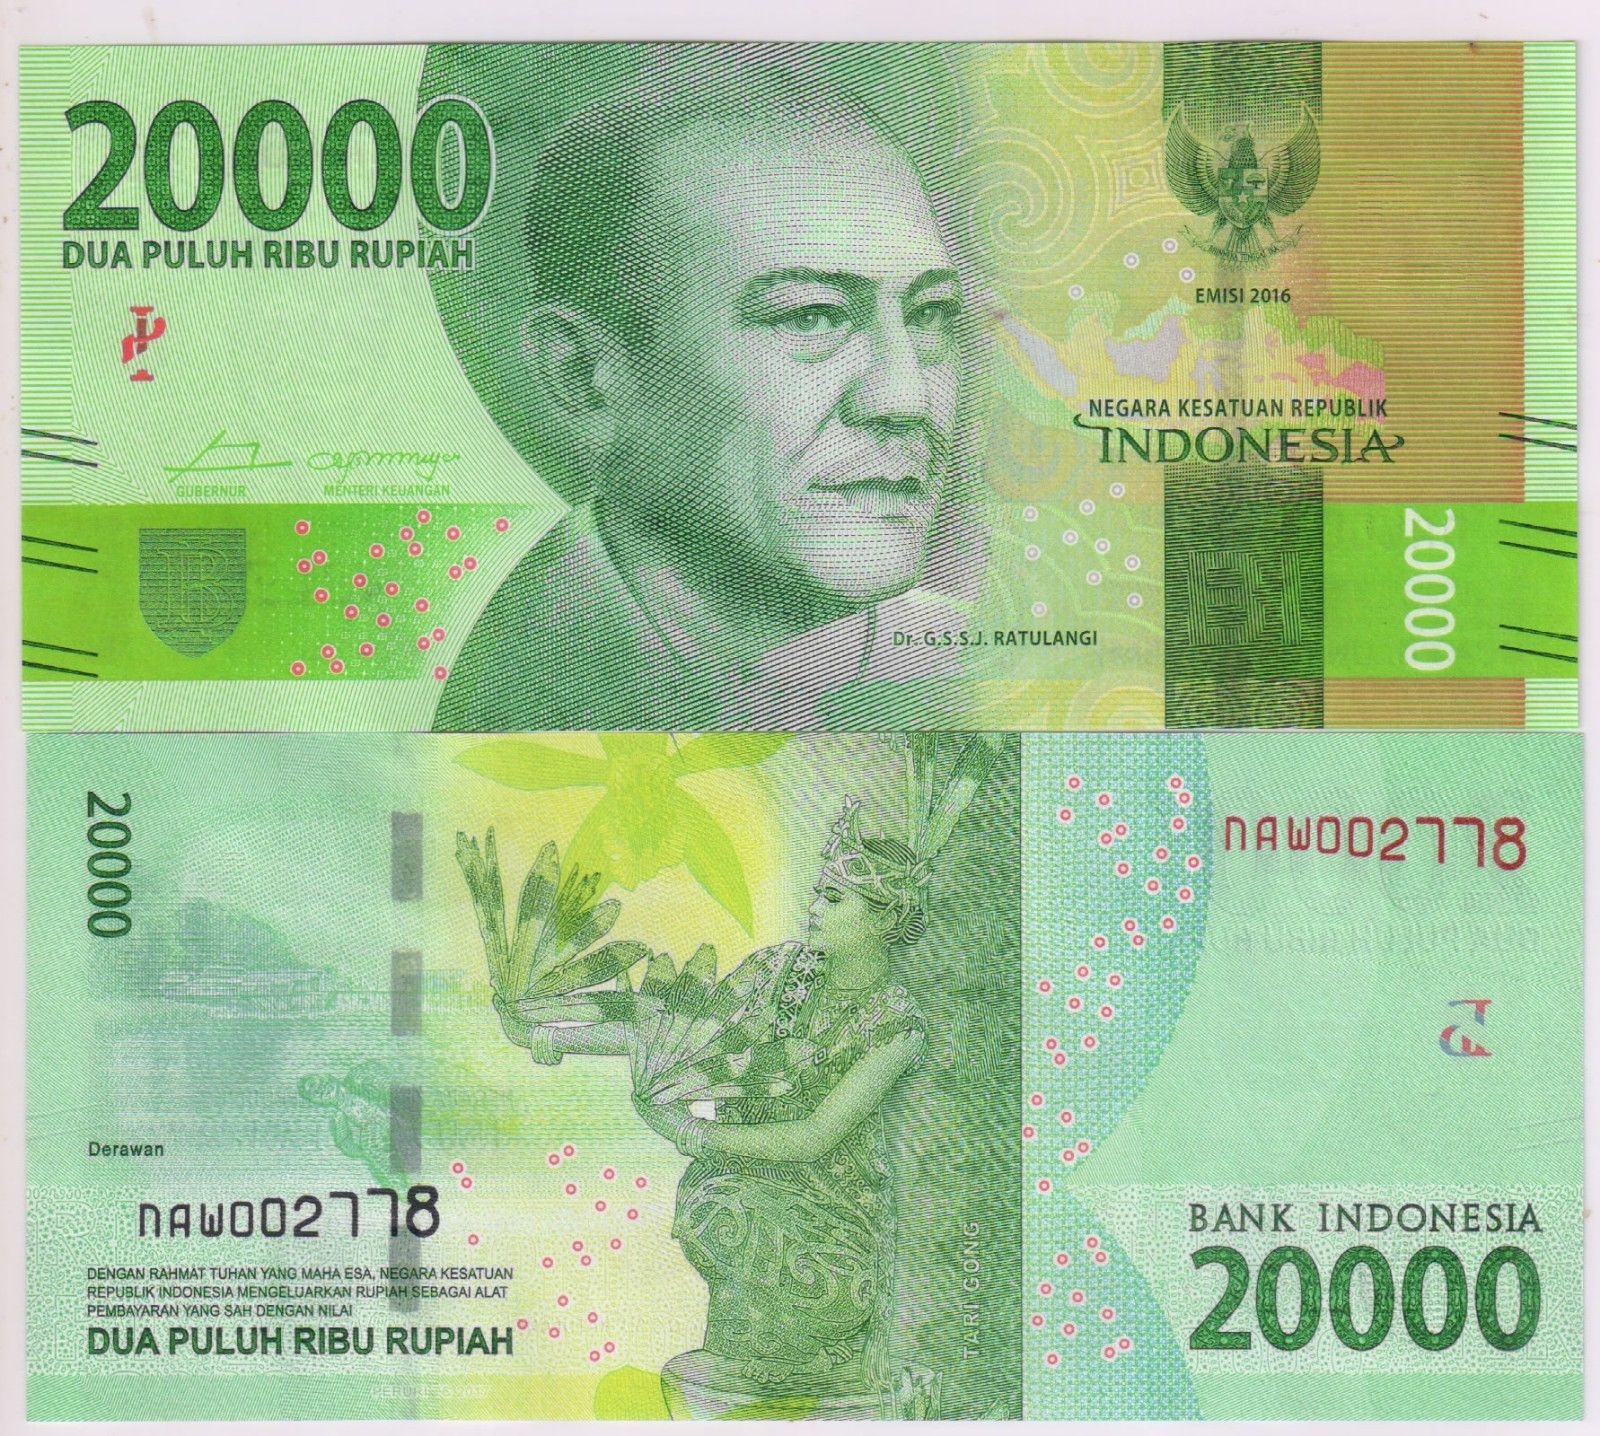 20000
DUA PULUH RIBU RUPIAH
EMISI 2016
NEGARA KESATUAN REPUBLIK
INDONESIA
GUBERNUR
MENTERI KEUANGAN
BI
BI
20000
Dr. G.S.S.J. RATULANGI
20000
NAW002778
Derawan
NAW002778
DENGAN RAHMAT TUHAN YANG MAHA ESA, NEGARA KESATUAN
REPUBLIK INDONESIA MENGELUARKAN RUPIAH SEBAGAI ALAT
PEMBAYARAN YANG SAH DENGAN NILAI
DUA PULUH RIBU RUPIAH
TARI GONG
BANK INDONESIA
20000